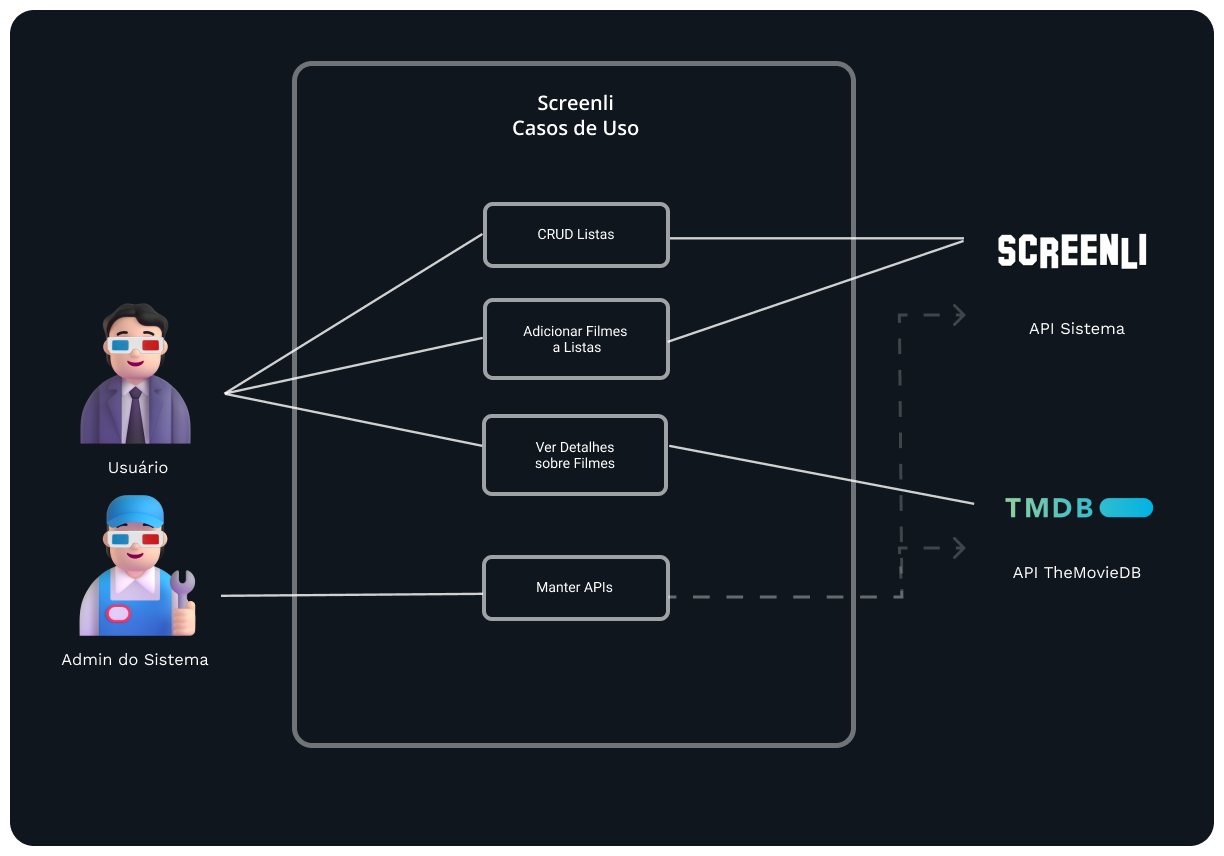 Screenli
Casos de Uso
CRUD Listas
Adicionar Filmes
a Listas
Ver Detalhes
sobre Filmes
Manter APIs
Usuário
Admin do Sistema
SCREENLI
API Sistema
TMDB
API TheMovieDB